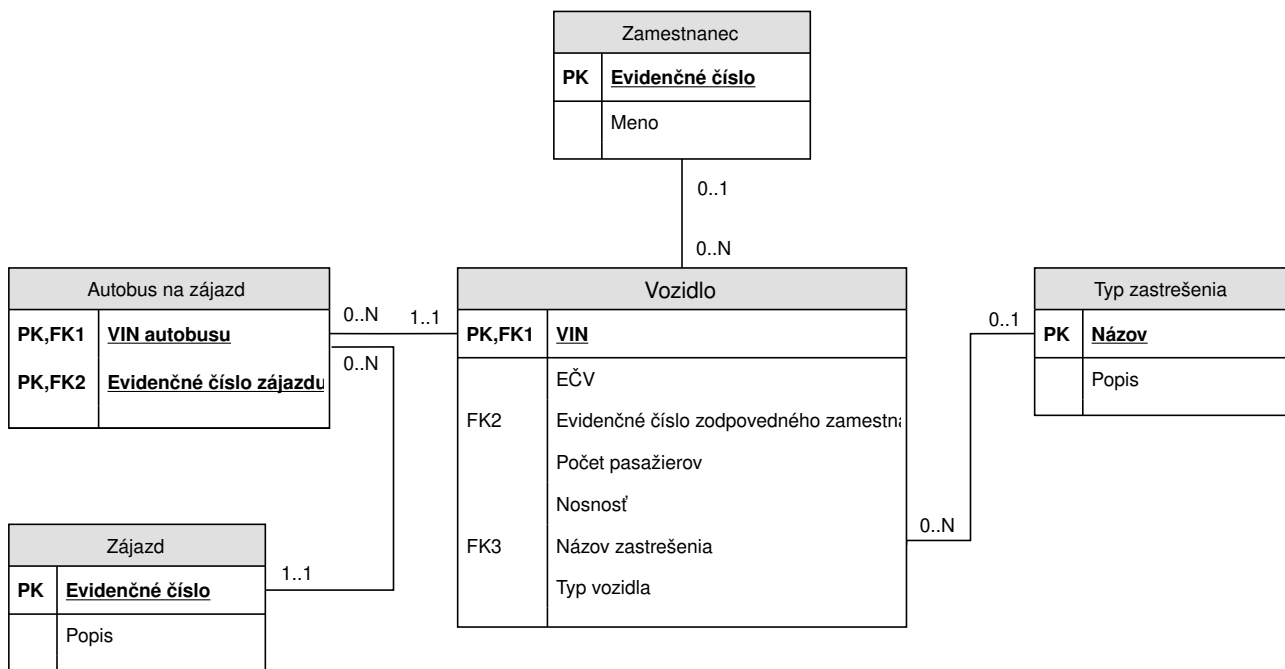 Zamestnanec
PK Evidenčné číslo
Meno
0..1
0..N
Autobus na zájazd
PK,FK1 VIN autobusu
PK,FK2 Evidenčné číslo zájazdu
0..N
1..1
0..N
Vozidlo
PK,FK1 VIN
EČV
FK2 Evidenčné číslo zodpovedného
Počet pasažierov
Nosnosť
FK3 Názov zastrešenia
Typ vozidla
0..1
0..N
Typ zastrešenia
PK Názov
Popis
Zájazd
PK Evidenčné číslo
Popis
1..1